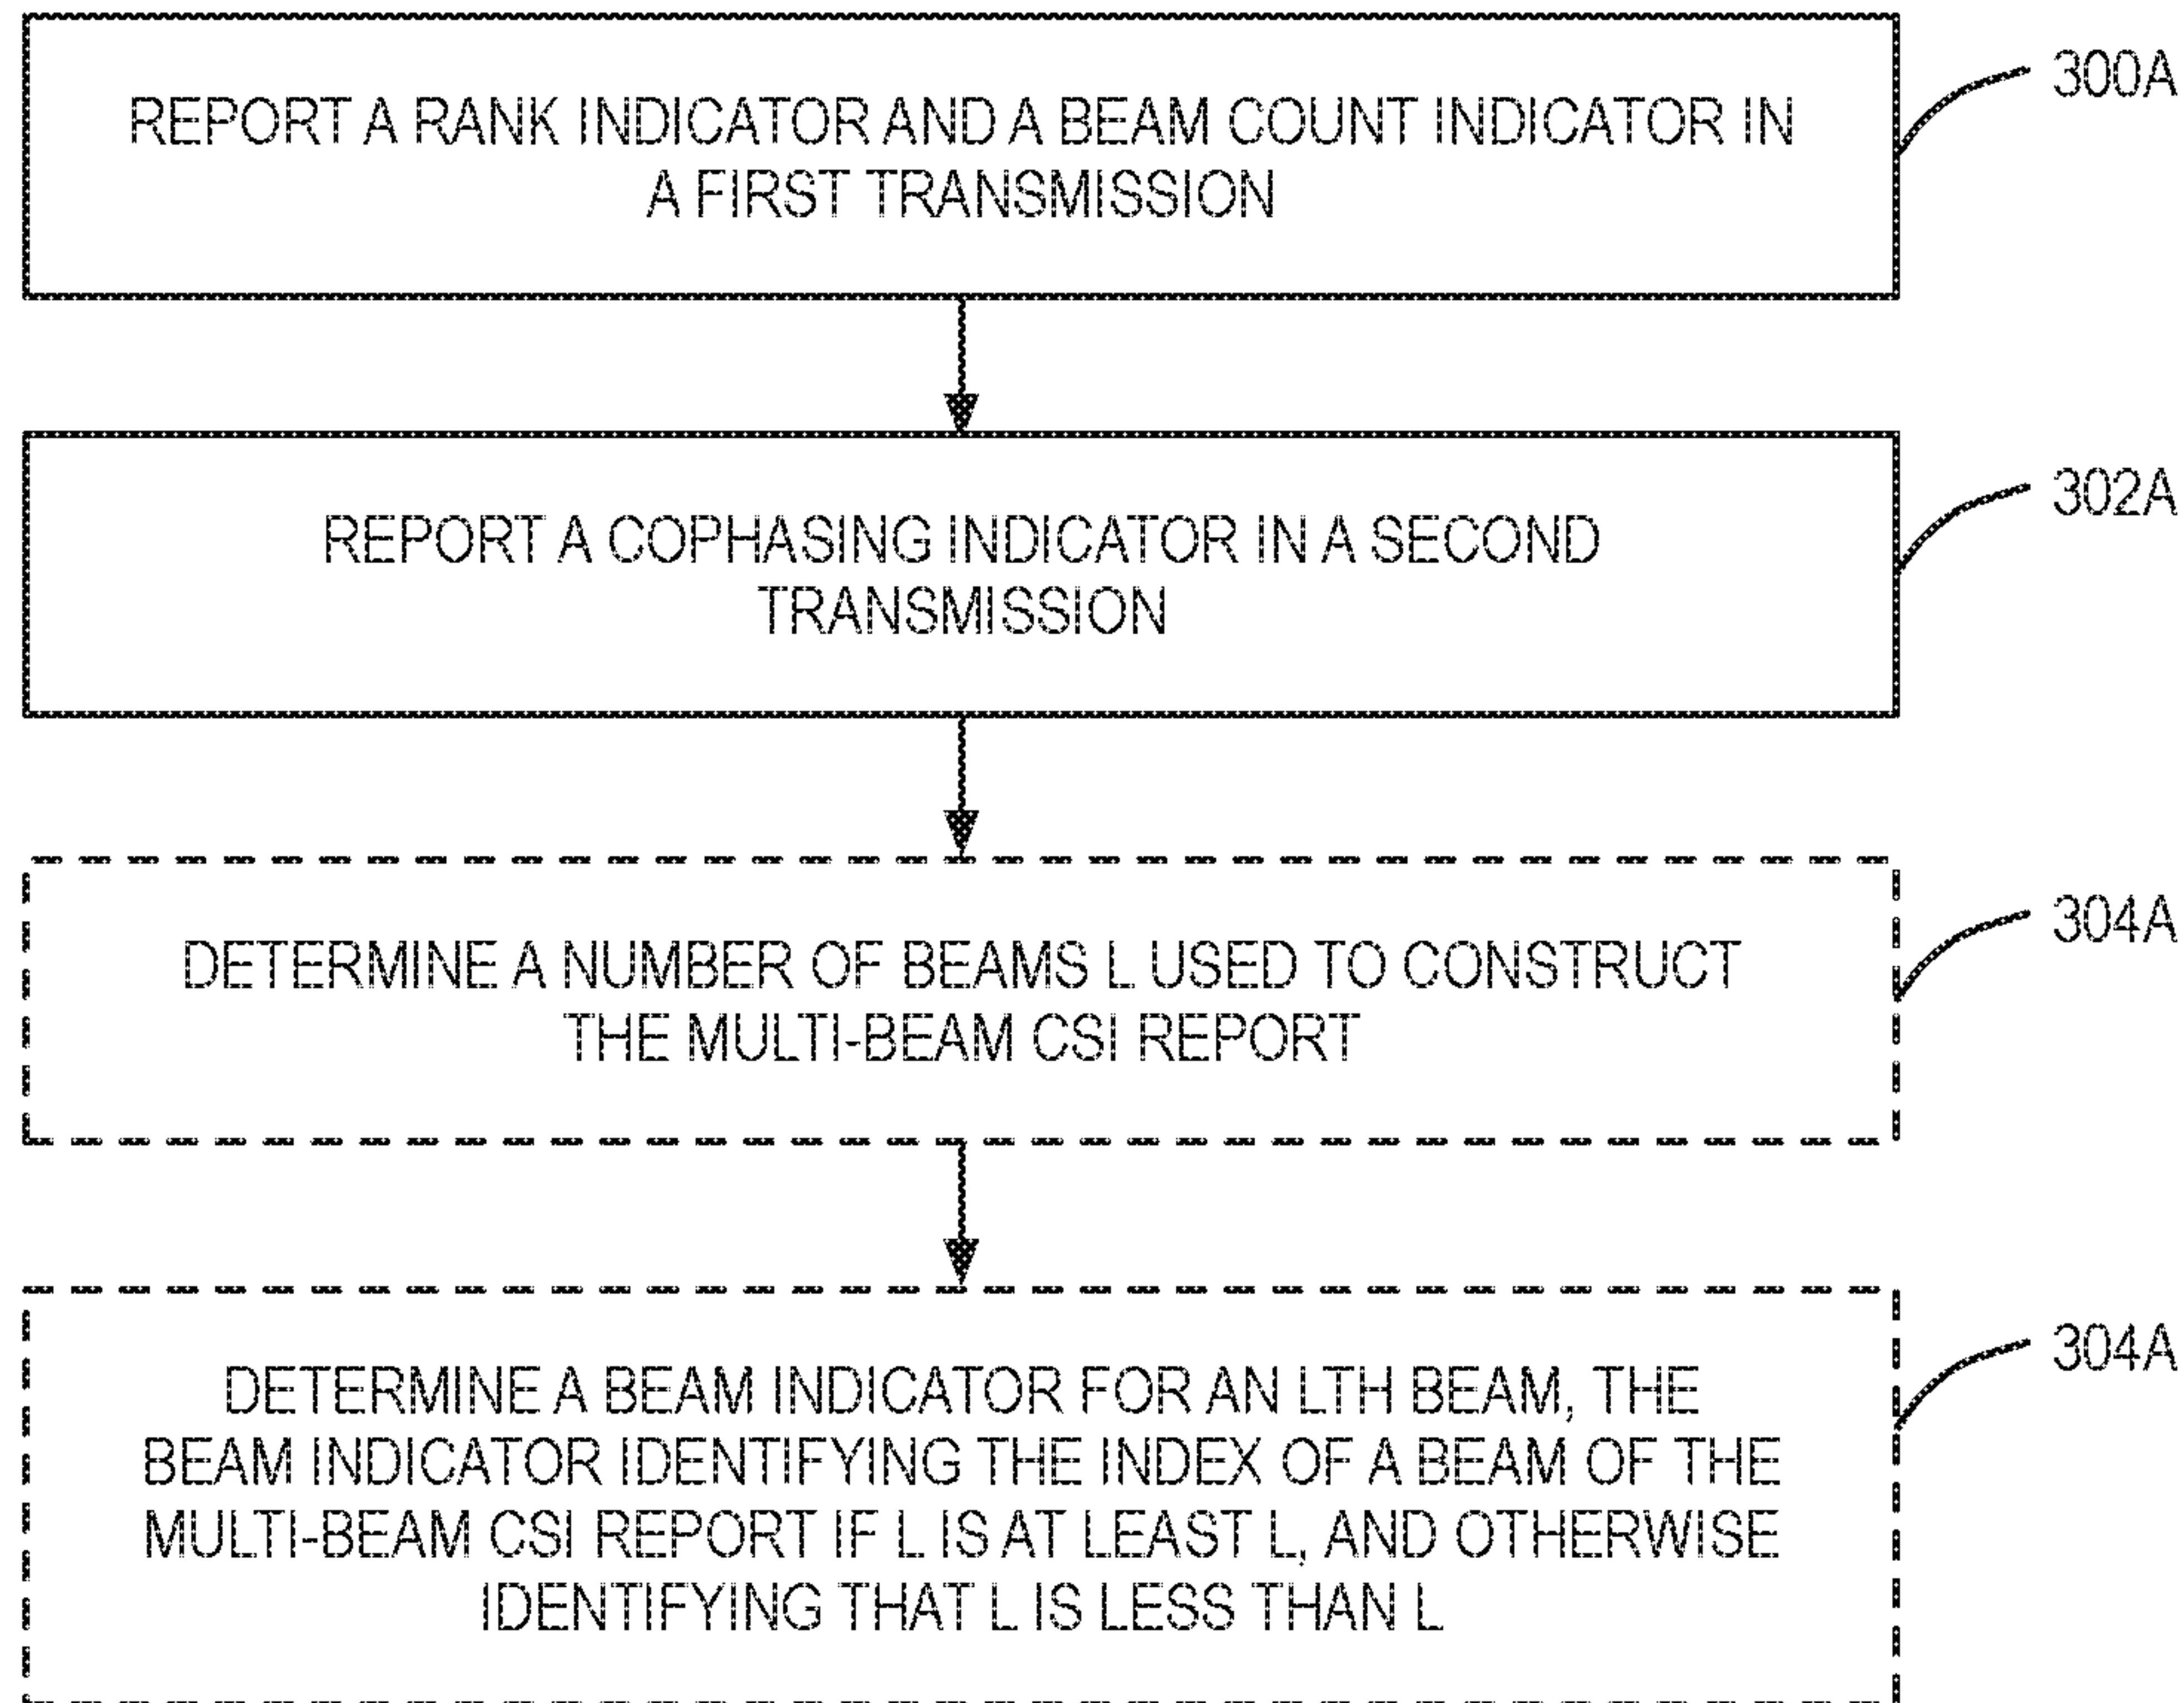 REPORT A RANK INDICATOR AND A BEAM COUNT INDICATOR IN
A FIRST TRANSMISSION
300A
REPORT A COPHASING INDICATOR IN A SECOND
TRANSMISSION
302A
DETERMINE A NUMBER OF BEAMS L USED TO CONSTRUCT
THE MULTI-BEAM CSI REPORT
304A
DETERMINE A BEAM INDICATOR FOR AN LTH BEAM, THE
BEAM INDICATOR IDENTIFYING THE INDEX OF A BEAM OF THE
MULTI-BEAM CSI REPORT IF L IS AT LEAST L, AND OTHERWISE
IDENTIFYING THAT L IS LESS THAN L
304A